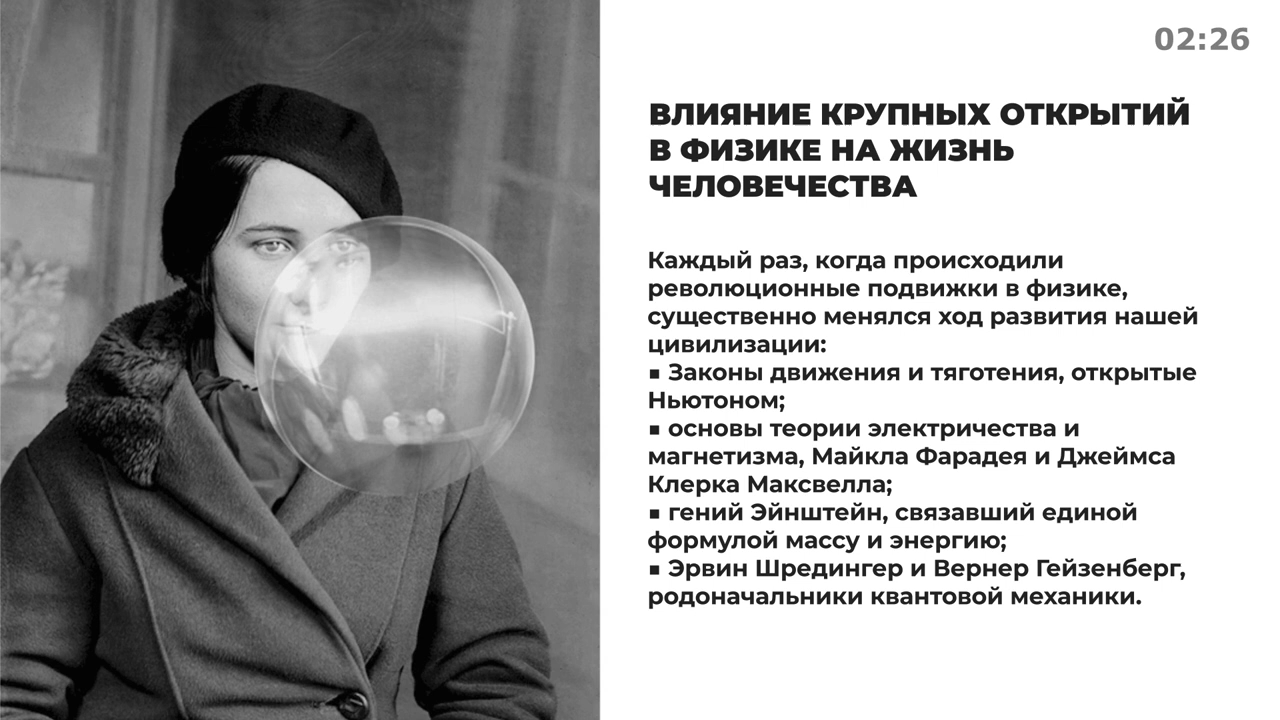 02:26
ВЛИЯНИЕ КРУПНЫХ ОТКРЫТИЙ
В ФИЗИКЕ НА ЖИЗНЬ
ЧЕЛОВЕЧЕСТВА
Каждый раз, когда происходили
революционные подвижки в физике,
существенно менялся ход развития нашей
цивилизации:
▪ Законы движения и тяготения, открытые
Ньютоном;
▪ основы теории электричества и
магнетизма, Майкла Фарадея и Джеймса
Клерка Максвелла;
▪ гений Эйнштейн, связавший единой
формулой массу и энергию;
▪ Эрвин Шредингер и Вернер Гейзенберг,
родоначальники квантовой механики.